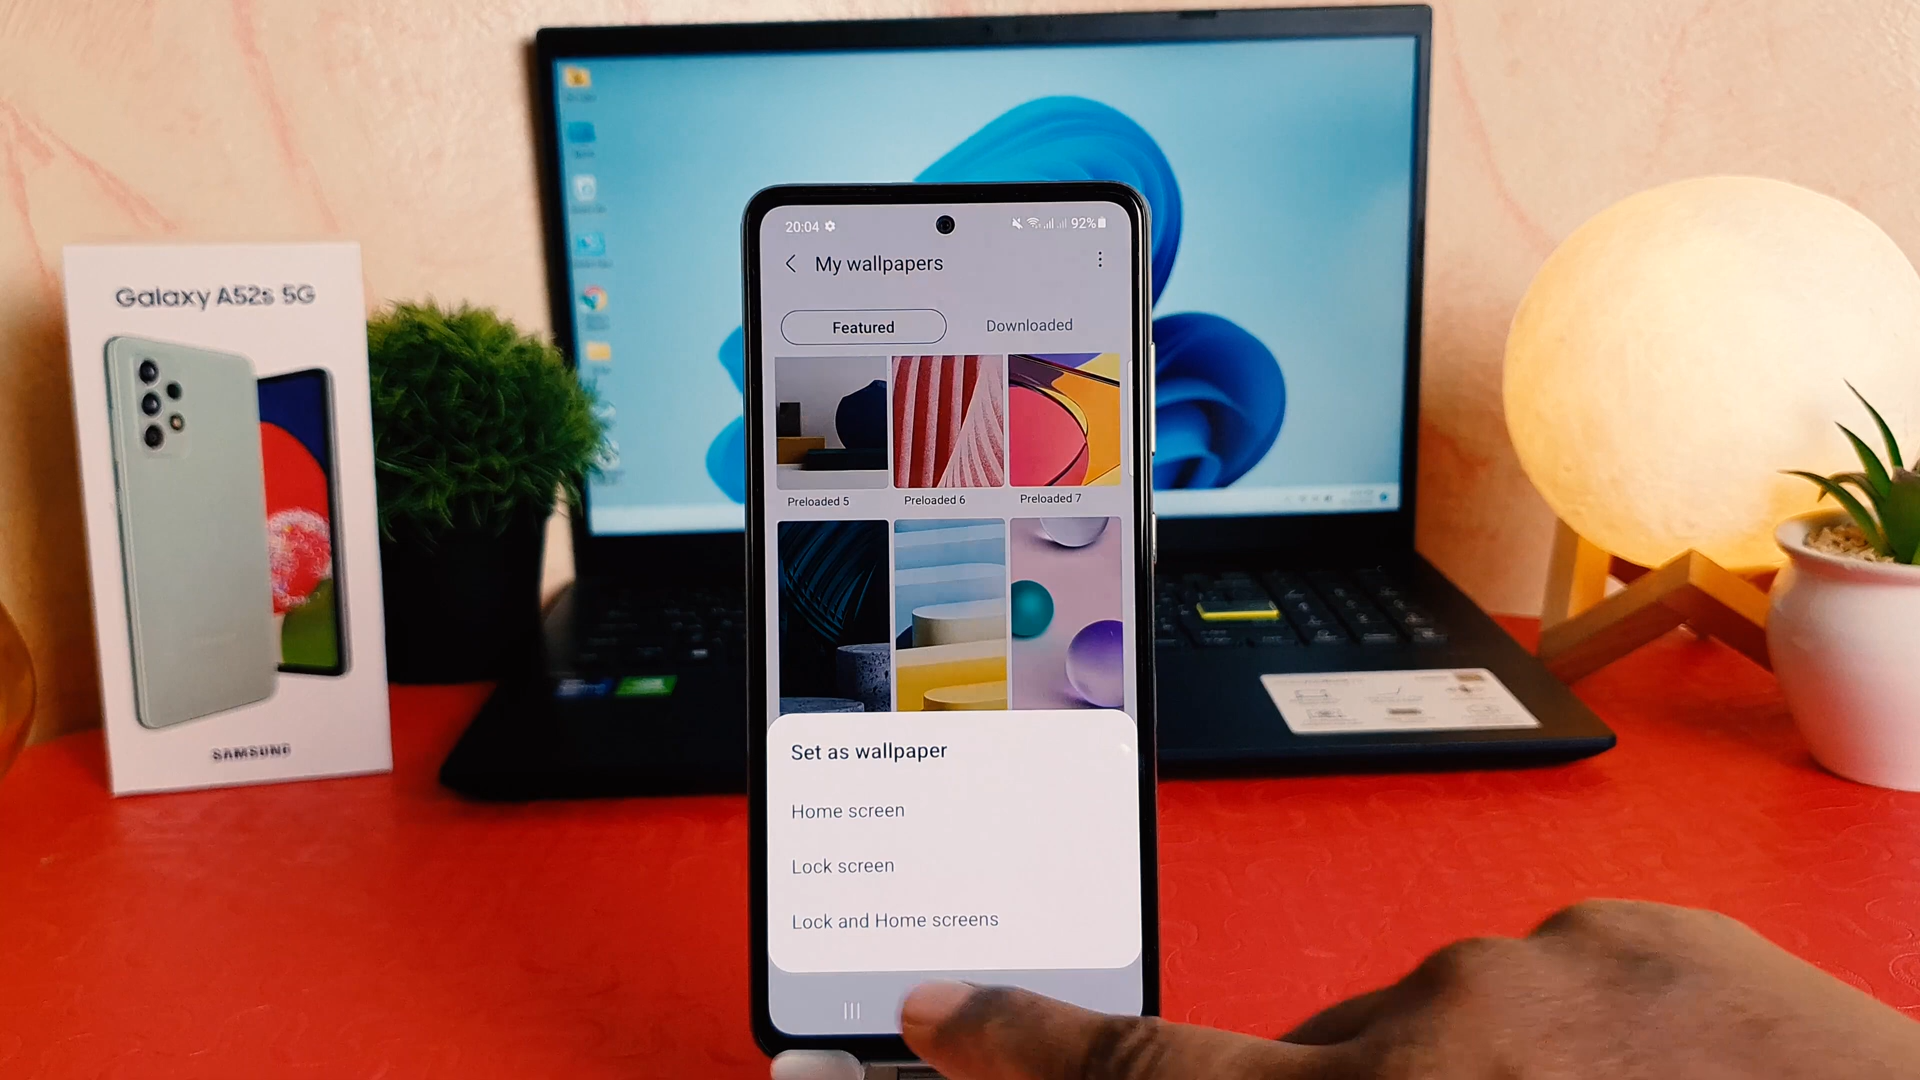 Galaxy A52s 5G
SAMSUNG
20:04
92%
My wallpapers
Featured
Downloaded
Preloaded 5
Preloaded 6
Preloaded 7
Set as wallpaper
Home screen
Lock screen
Lock and Home screens